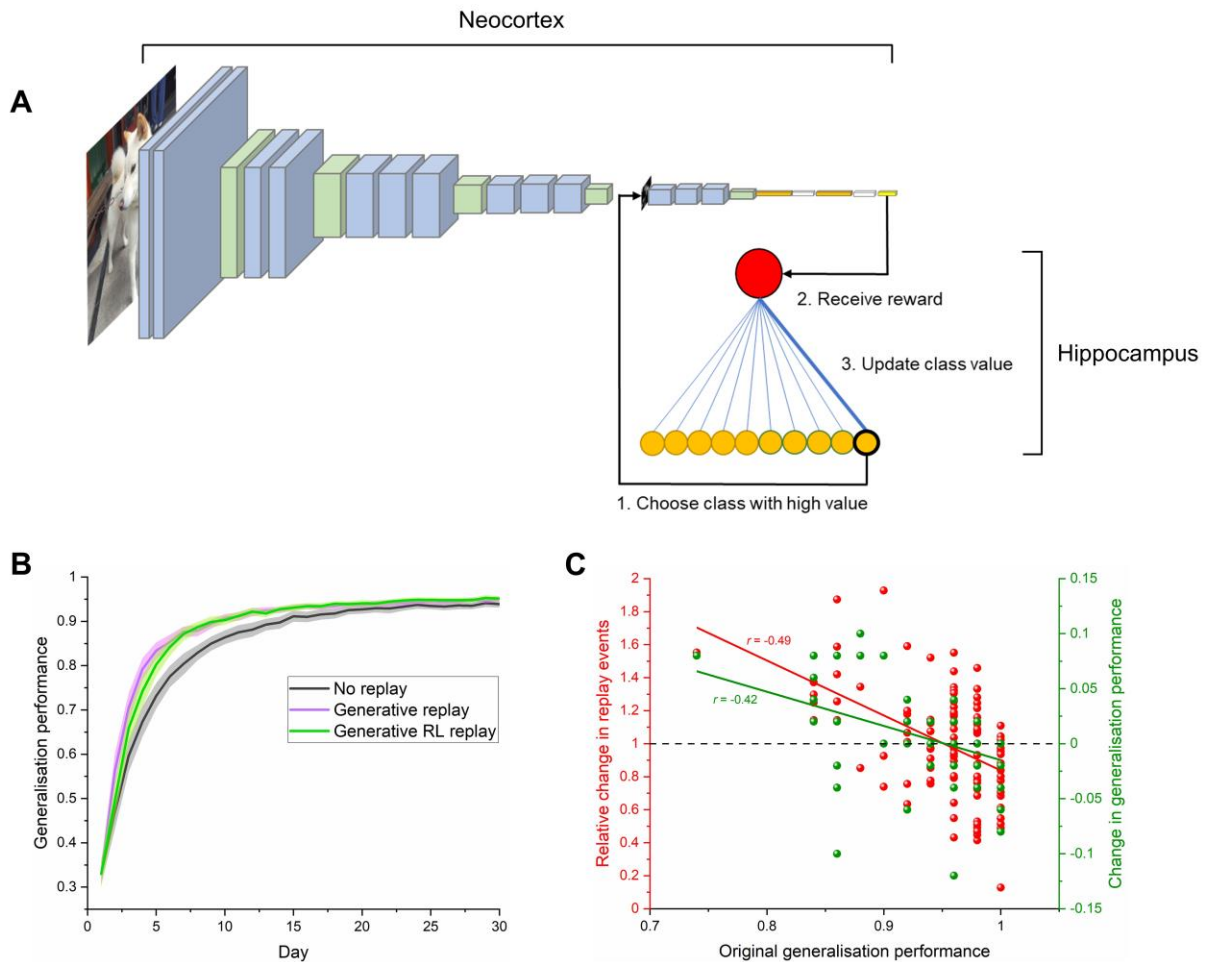 Neocortex
A
2. Receive reward
3. Update class value
Hippocampus
1. Choose class with high value
B
1
0.9
0.8
0.7
0.6
0.5
0.4
0.3
Generalisation performance
No replay
Generative replay
Generative RL replay
0
5
10
15
20
25
30
Day
C
2
1.8
1.6
1.4
1.2
1
0.8
0.6
0.4
0.2
0
Relative change in replay events
r = -0.49
r = -0.42
0.15
0.1
0.05
0
-0.05
-0.1
-0.15
Change in generalisation performance
0.7
0.8
0.9
1
Original generalisation performance